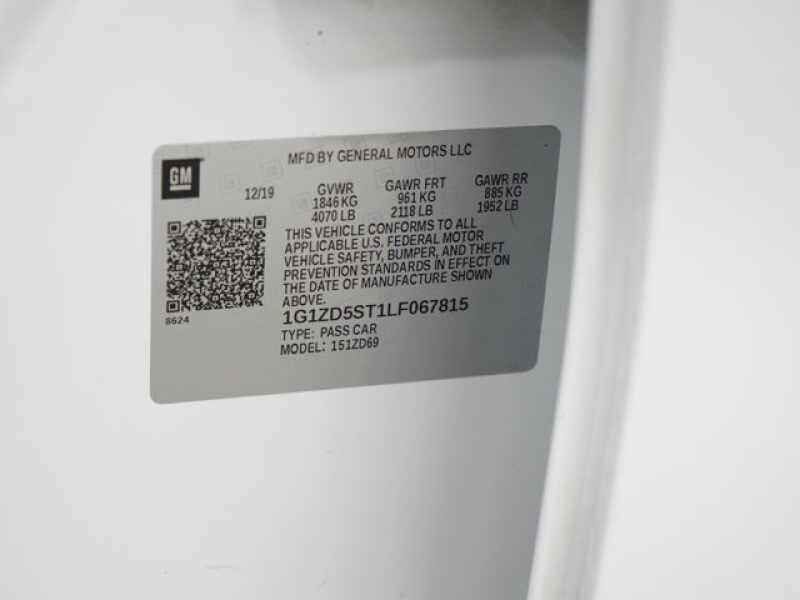 GM
MFD BY GENERAL MOTORS LLC
12/19 GVWR GAWR FRT GAWR RR
1846 KG 961 KG 885 KG
4070 LB 2118 LB 1952 LB
THIS VEHICLE CONFORMS TO ALL
APPLICABLE U.S. FEDERAL MOTOR
VEHICLE SAFETY, BUMPER, AND THEFT
PREVENTION STANDARDS IN EFFECT ON
THE DATE OF MANUFACTURE SHOWN
ABOVE.
8624
1G1ZD5ST1LF067815
TYPE: PASS CAR
MODEL: 151ZD69